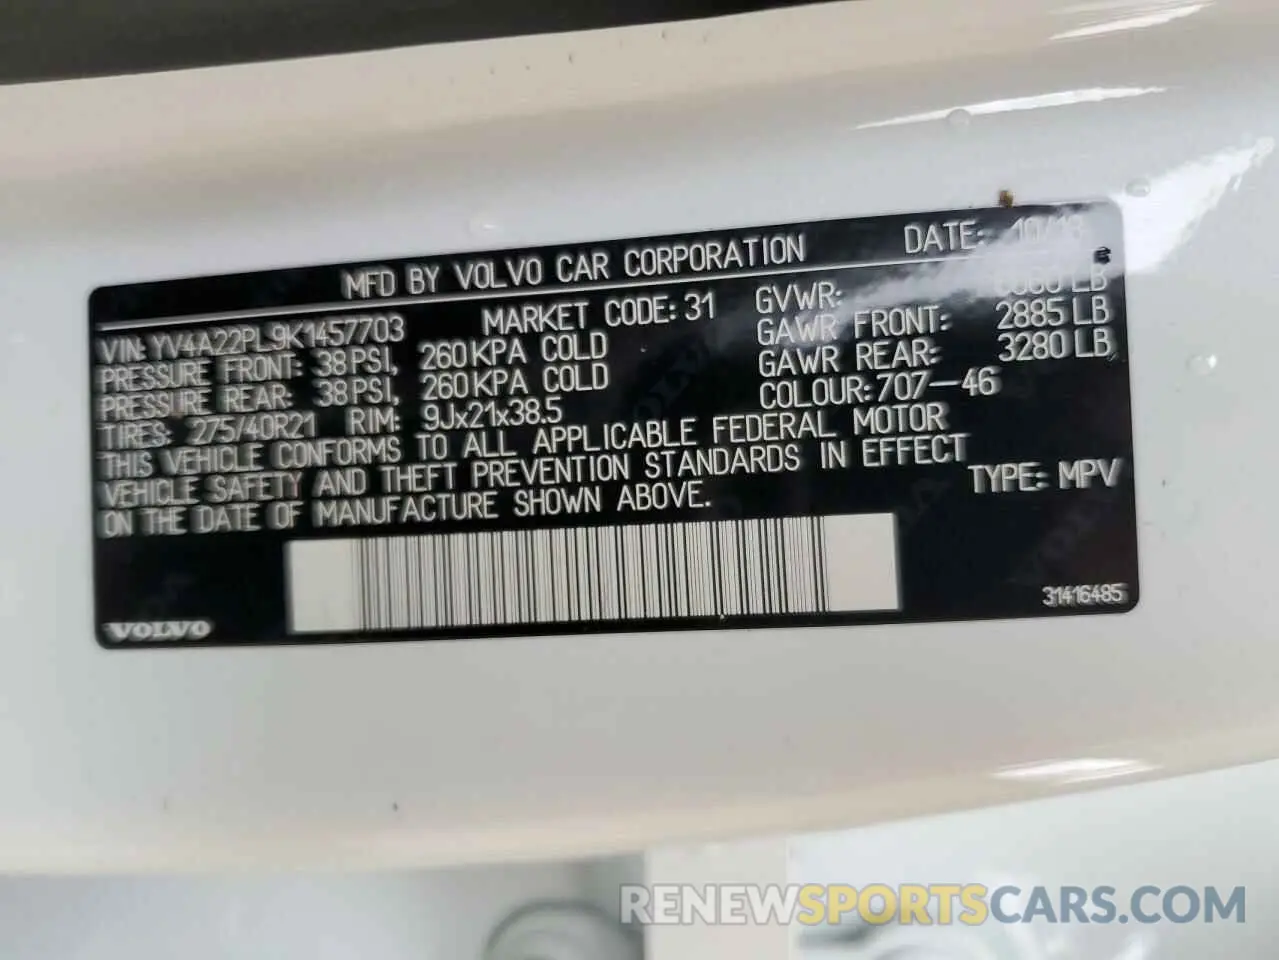 MFD BY VOLVO CAR CORPORATION DATE: 10/18
VIN: YV4A22PL9K1457703 MARKET CODE: 31 GVWR: LB
PRESSURE FRONT: 38 PSI, 260 KPA COLD GAWR FRONT: 2885 LB
PRESSURE REAR: 38 PSI, 260 KPA COLD GAWR REAR: 3280 LB
TIRES: 275/40R21 RIM: 9Jx21x38.5 COLOUR: 707-46
THIS VEHICLE CONFORMS TO ALL APPLICABLE FEDERAL MOTOR
VEHICLE SAFETY AND THEFT PREVENTION STANDARDS IN EFFECT
ON THE DATE OF MANUFACTURE SHOWN ABOVE. TYPE: MPV
31416485
VOLVO
RENEWSPORTSCARS.COM